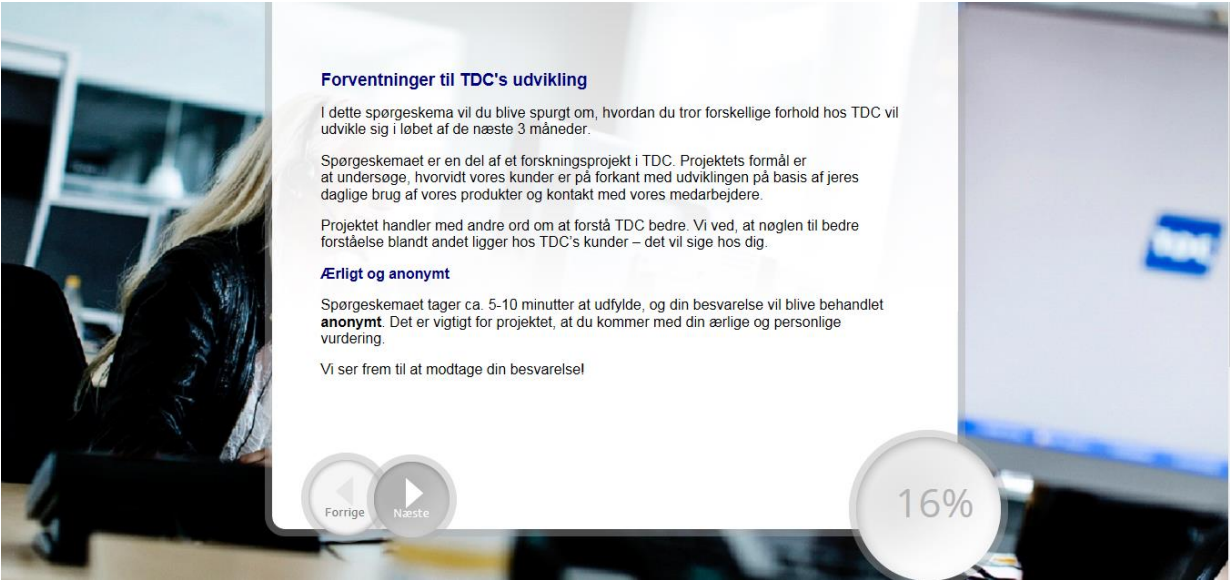 Forventninger til TDC's udvikling
I dette spørgeskema vil du blive spurgt om, hvordan du tror forskellige forhold hos TDC vil
udvikle sig i løbet af de næste 3 måneder.
Spørgeskemaet er en del af et forskningsprojekt i TDC. Projektets formål er
at undersøge, hvorvidt vores kunder er på forkant med udviklingen på basis af jeres
daglige brug af vores produkter og kontakt med vores medarbejdere.
Projektet handler med andre ord om at forstå TDC bedre. Vi ved, at nøglen til bedre
forståelse blandt andet ligger hos TDC's kunder – det vil sige hos dig.
Ærligt og anonymt
Spørgeskemaet tager ca. 5-10 minutter at udfylde, og din besvarelse vil blive behandlet
anonymt. Det er vigtigt for projektet, at du kommer med din ærlige og personlige
vurdering.
Vi ser frem til at modtage din besvarelse!
TDC
Forrige
Næste
16%